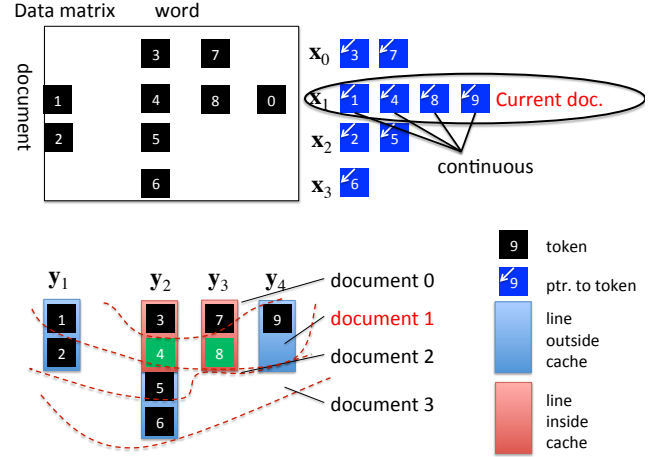 Data matrix word
document
3 7
1 4 8 0
2 5
6
x0 3 7
x1 1 4 8 9 Current doc.
x2 2 5
continuous
x3 6
y1 y2 y3 y4
document 0
1 3 7 9
document 1
2 4 8
document 2
5
document 3
6
9 token
9 ptr. to token
line
outside
cache
line
inside
cache